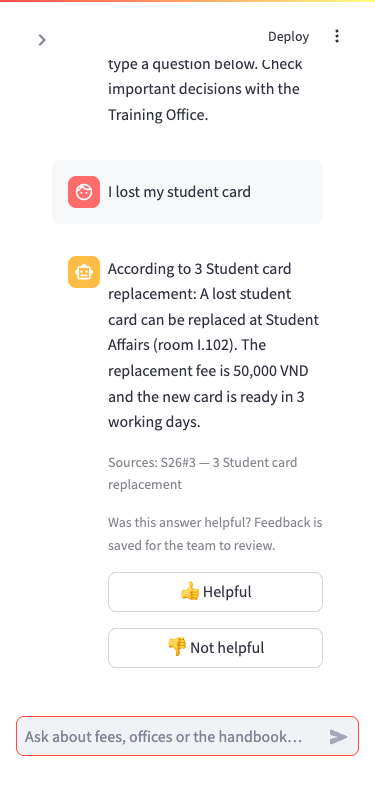 Deploy
type a question below. Check
important decisions with the
Training Office.
I lost my student card
According to 3 Student card
replacement: A lost student
card can be replaced at Student
Affairs (room I.102). The
replacement fee is 50,000 VND
and the new card is ready in 3
working days.
Sources: S26#3 — 3 Student card
replacement
Was this answer helpful? Feedback is
saved for the team to review.
👍 Helpful
👎 Not helpful
Ask about fees, offices or the handbook…